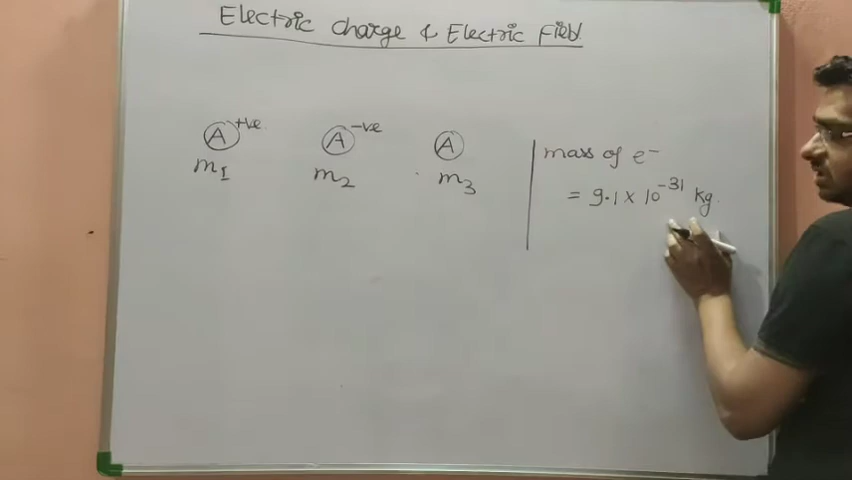 Electric Charge & Electric Field
A +ve A -ve A
m1 m2 m3
mass of e⁻
= 9.1 x 10⁻³¹ kg